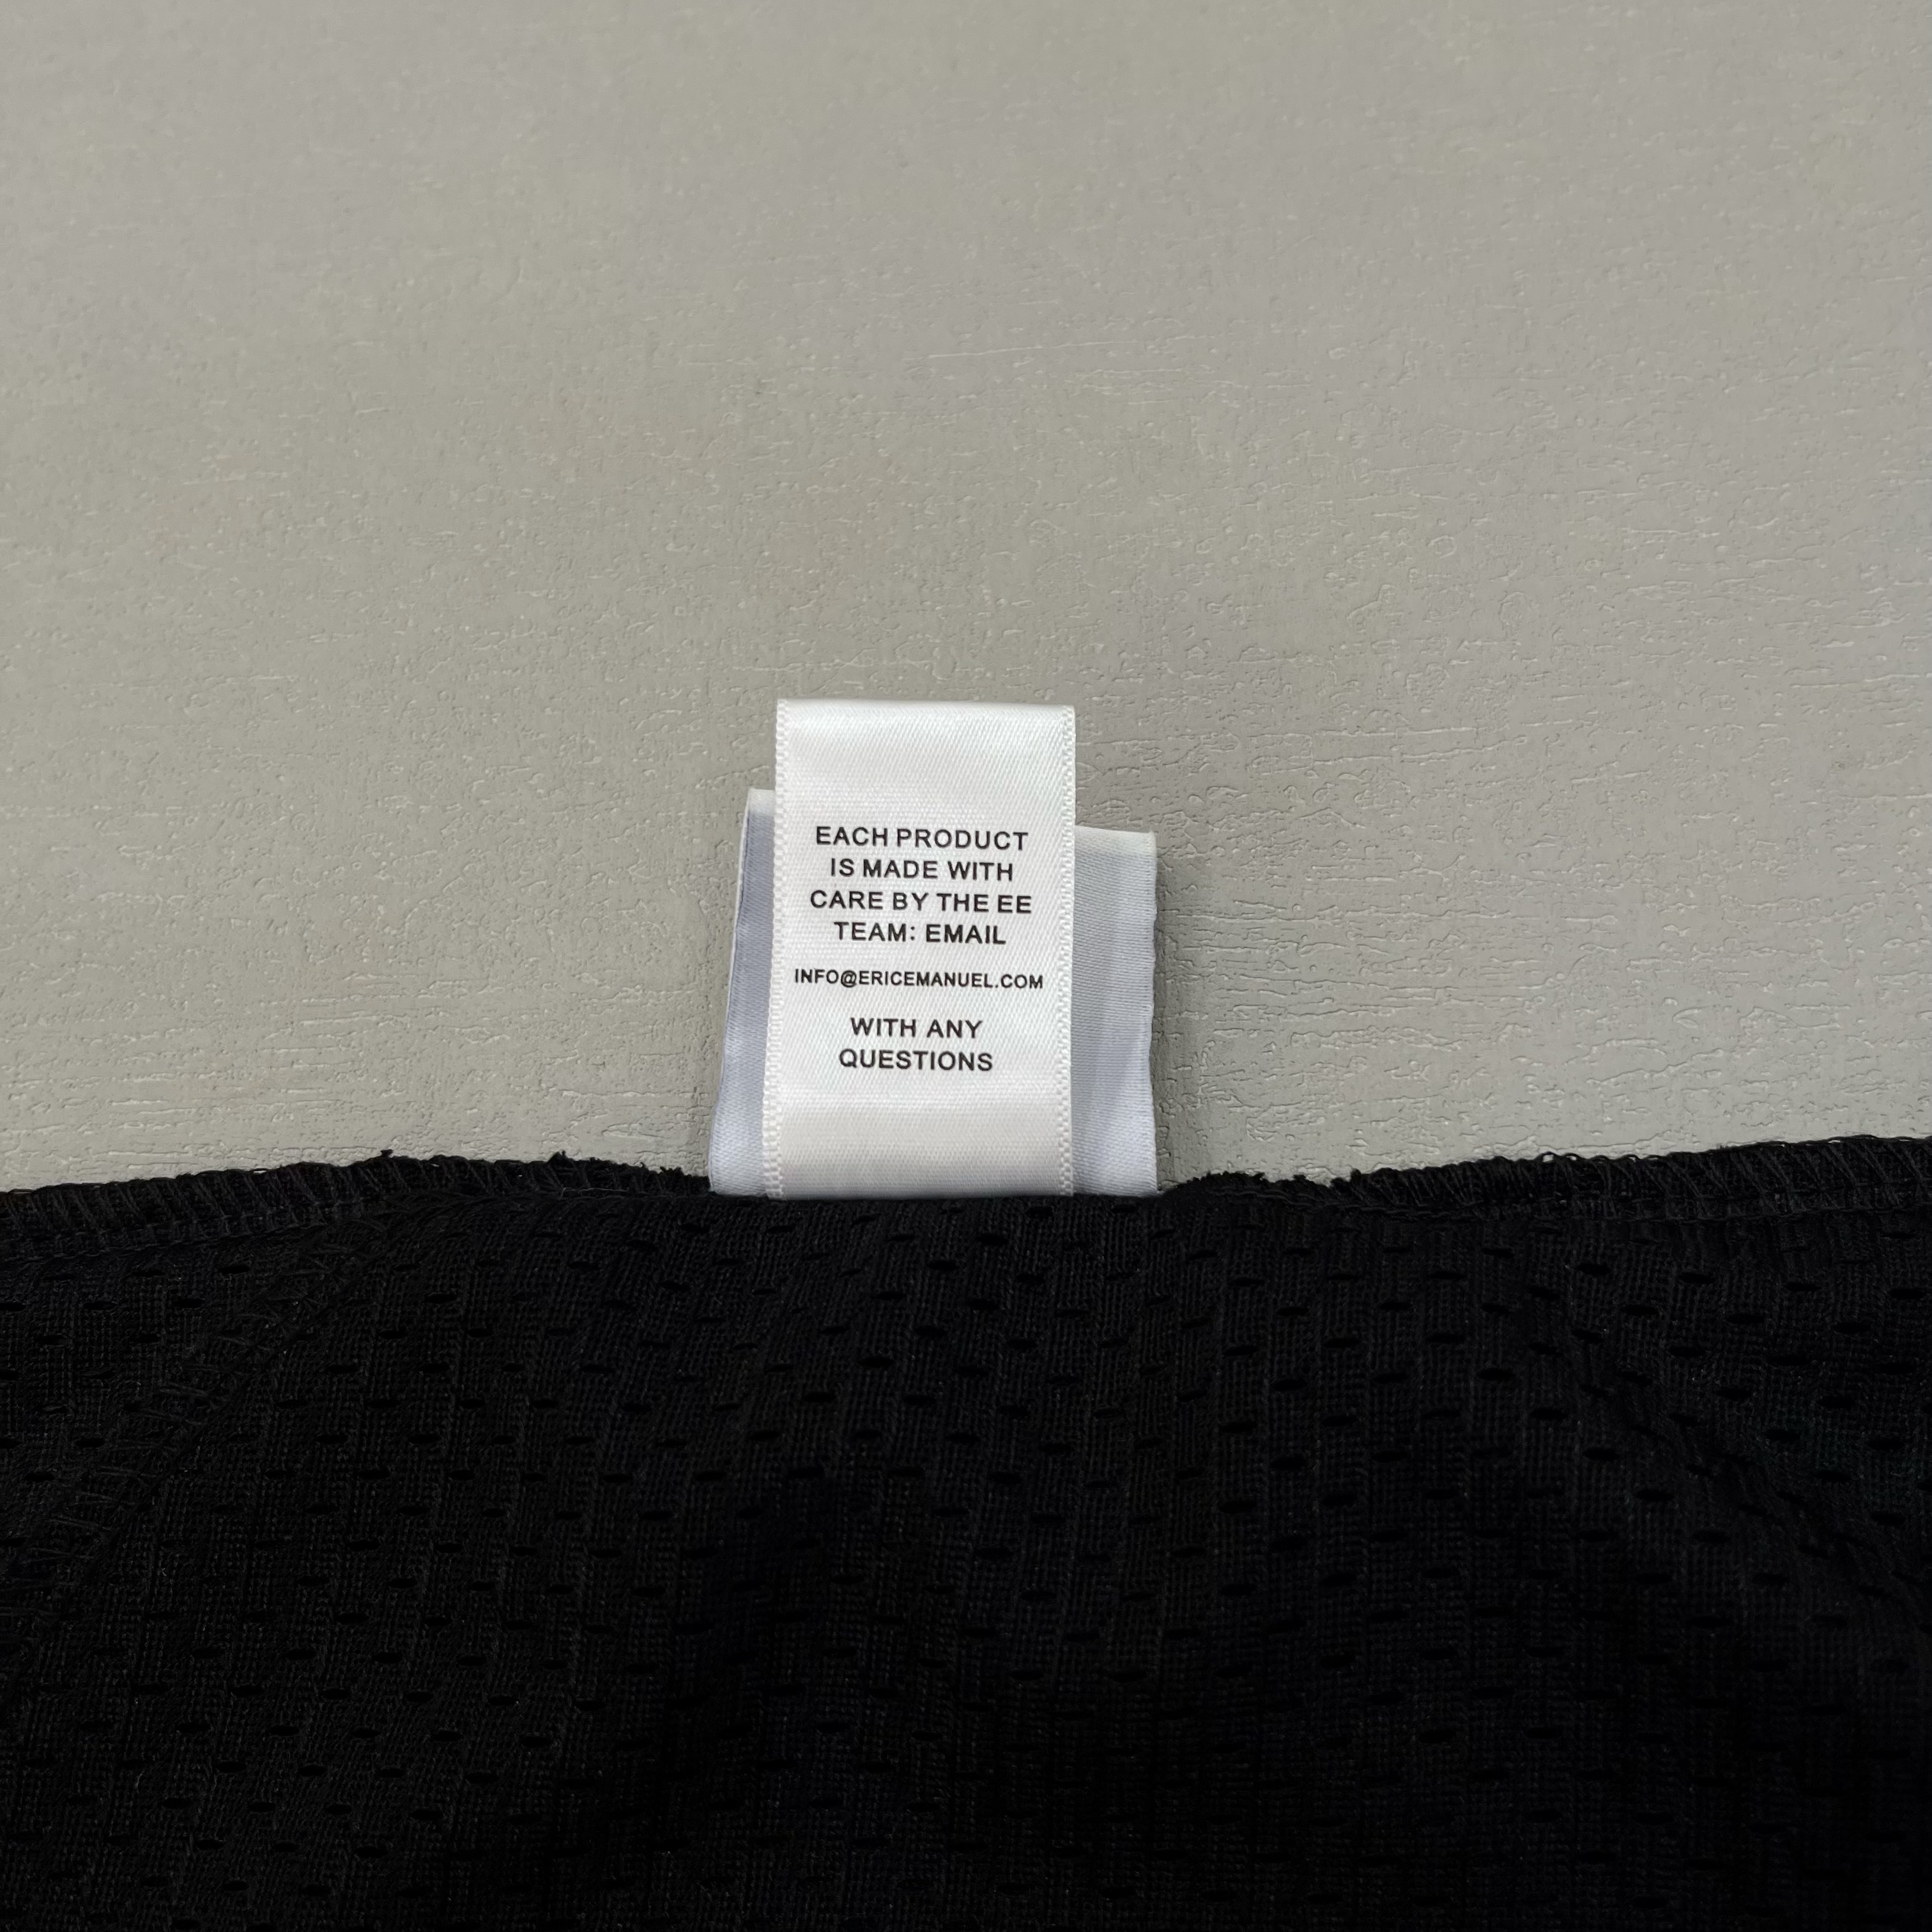 EACH PRODUCT
IS MADE WITH
CARE BY THE EE
TEAM: EMAIL
INFO@ERICEMANUEL.COM
WITH ANY
QUESTIONS